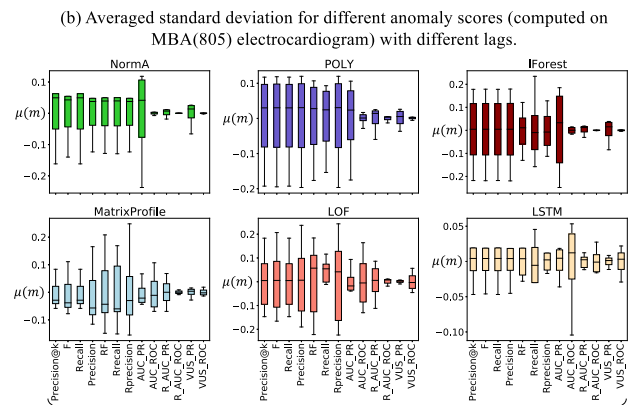 (b) Averaged standard deviation for different anomaly scores (computed on
MBA(805) electrocardiogram) with different lags.
NormA
POLY
IForest
μ(m)
0.1
0.0
−0.1
−0.2
0.1
0.0
−0.1
−0.2
0.2
0.1
0.0
−0.1
−0.2
MatrixProfile
LOF
LSTM
μ(m)
0.2
0.1
0.0
−0.1
0.2
0.1
0.0
−0.1
−0.2
0.05
0.00
−0.05
−0.10
Precision@k
F
Recall
Precision
RF
Rrecall
Rprecision
AUC_PR
AUC_ROC
R_AUC_PR
R_AUC_ROC
VUS_PR
VUS_ROC
Precision@k
F
Recall
Precision
RF
Rrecall
Rprecision
AUC_PR
AUC_ROC
R_AUC_PR
R_AUC_ROC
VUS_PR
VUS_ROC
Precision@k
F
Recall
Precision
RF
Rrecall
Rprecision
AUC_PR
AUC_ROC
R_AUC_PR
R_AUC_ROC
VUS_PR
VUS_ROC